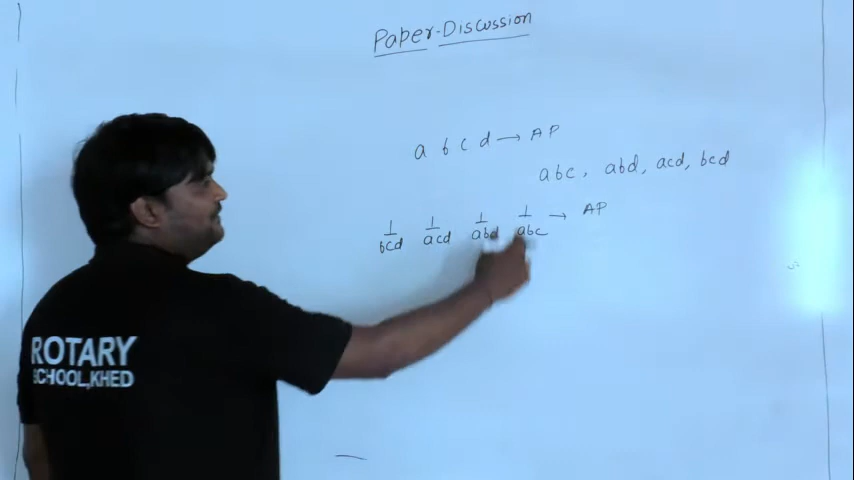 Paper-Discussion
a b c d → AP
abc, abd, acd, bcd
1/bcd 1/acd 1/abd 1/abc → AP
ROTARY
SCHOOL,KHED